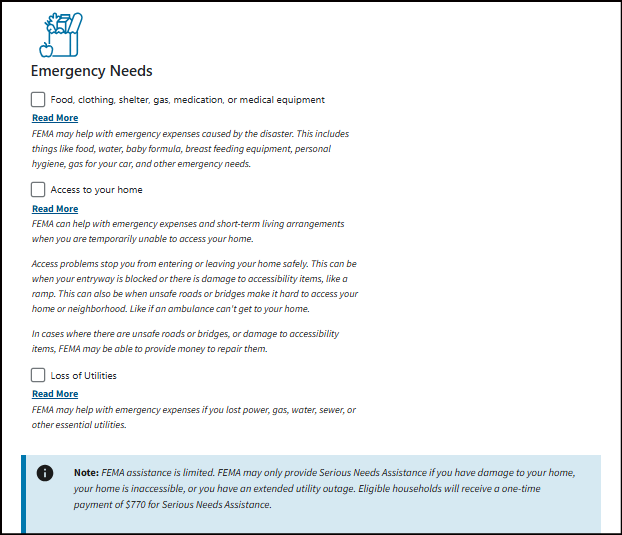 Emergency Needs
Food, clothing, shelter, gas, medication, or medical equipment
Read More
FEMA may help with emergency expenses caused by the disaster. This includes
things like food, water, baby formula, breast feeding equipment, personal
hygiene, gas for your car, and other emergency needs.
Access to your home
Read More
FEMA can help with emergency expenses and short-term living arrangements
when you are temporarily unable to access your home.
Access problems stop you from entering or leaving your home safely. This can be
when your entryway is blocked or there is damage to accessibility items, like a
ramp. This can also be when unsafe roads or bridges make it hard to access your
home or neighborhood. Like if an ambulance can't get to your home.
In cases where there are unsafe roads or bridges, or damage to accessibility
items, FEMA may be able to provide money to repair them.
Loss of Utilities
Read More
FEMA may help with emergency expenses if you lost power, gas, water, sewer, or
other essential utilities.
Note: FEMA assistance is limited. FEMA may only provide Serious Needs Assistance if you have damage to your home,
your home is inaccessible, or you have an extended utility outage. Eligible households will receive a one-time
payment of $770 for Serious Needs Assistance.